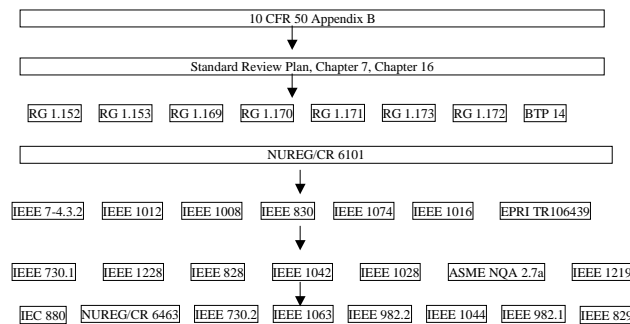 10 CFR 50 Appendix B
Standard Review Plan, Chapter 7, Chapter 16
RG 1.152 RG 1.153 RG 1.169 RG 1.170 RG 1.171 RG 1.173 RG 1.172 BTP 14
NUREG/CR 6101
IEEE 7-4.3.2 IEEE 1012 IEEE 1008 IEEE 830 IEEE 1074 IEEE 1016 EPRI TR106439
IEEE 730.1 IEEE 1228 IEEE 828 IEEE 1042 IEEE 1028 ASME NQA 2.7a IEEE 1219
IEC 880 NUREG/CR 6463 IEEE 730.2 IEEE 1063 IEEE 982.2 IEEE 1044 IEEE 982.1 IEEE 829